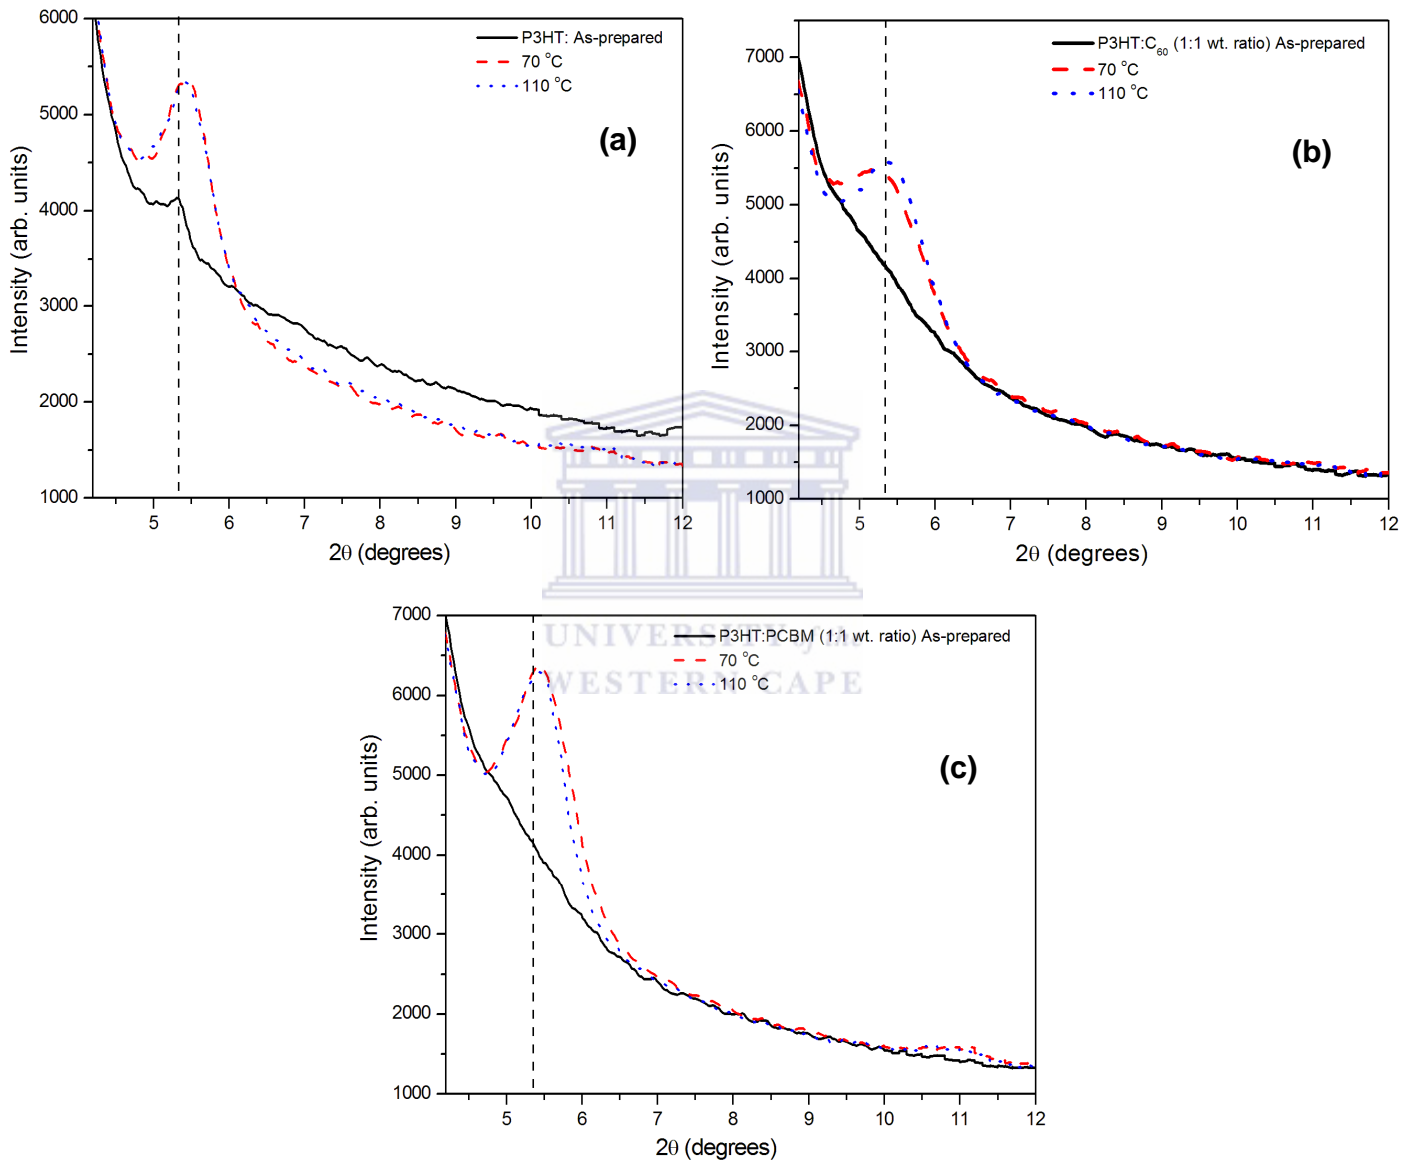 P3HT: As-prepared
70 °C
110 °C
(a)
6000
5000
4000
3000
2000
1000
Intensity (arb. units)
5 6 7 8 9 10 11 12
2θ (degrees)
P3HT:C₆₀ (1:1 wt. ratio) As-prepared
70 °C
110 °C
(b)
7000
6000
5000
4000
3000
2000
1000
Intensity (arb. units)
5 6 7 8 9 10 11 12
2θ (degrees)
P3HT:PCBM (1:1 wt. ratio) As-prepared
70 °C
110 °C
(c)
7000
6000
5000
4000
3000
2000
1000
Intensity (arb. units)
5 6 7 8 9 10 11 12
2θ (degrees)
UNIVERSITY of the
WESTERN CAPE